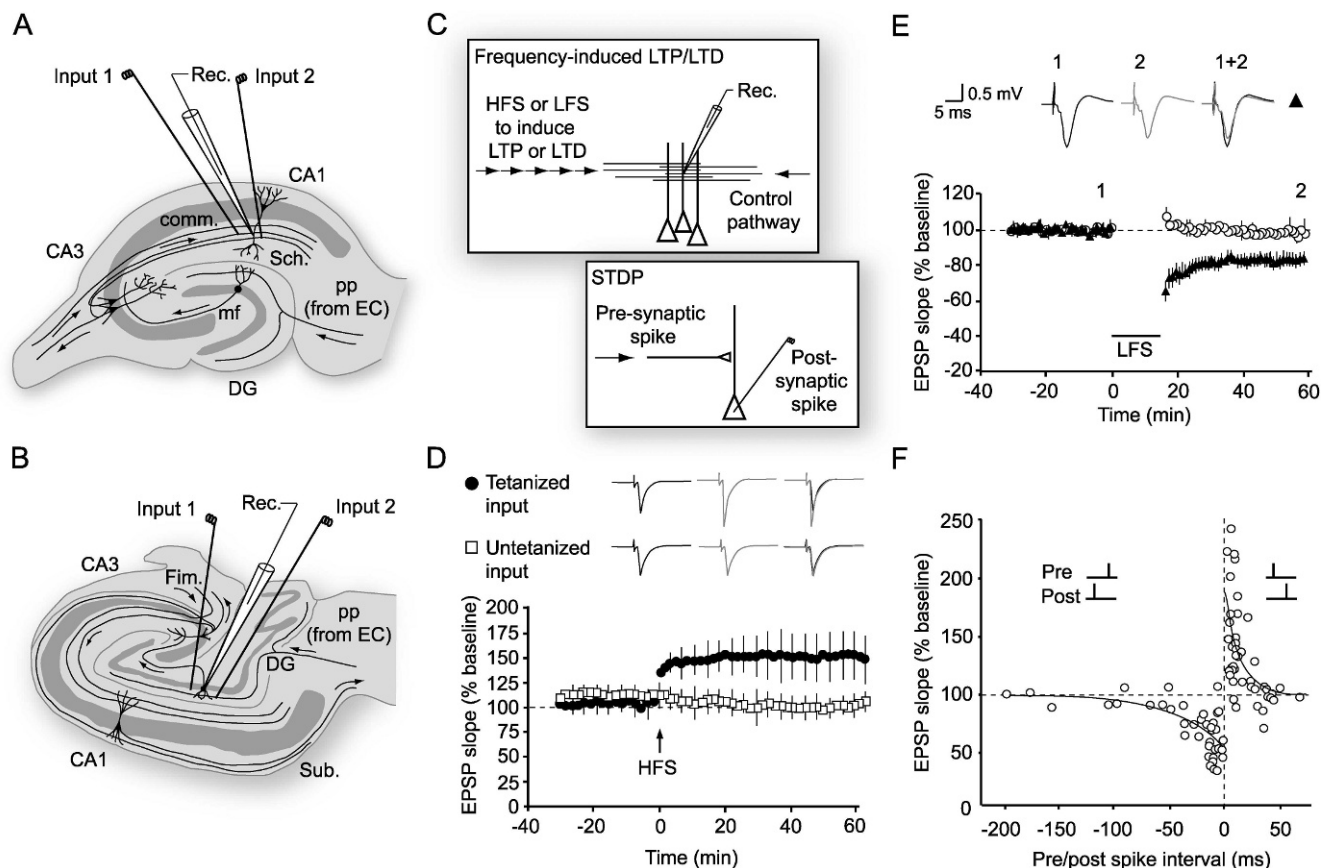 A
Input 1
Rec.
Input 2
CA1
comm.
CA3
Sch.
pp
(from EC)
mf
DG
B
Input 1
Rec.
Input 2
CA3
Fim.
pp
(from EC)
DG
CA1
Sub.
C
Frequency-induced LTP/LTD
HFS or LFS
to induce
LTP or LTD
Rec.
Control
pathway
STDP
Pre-synaptic
spike
Post-
synaptic
spike
D
Tetanized
input
Untetanized
input
EPSP slope (% baseline)
200
175
150
125
100
75
50
25
0
HFS
-40 -20 0 20 40 60
Time (min)
E
1 2 1+2
0.5 mV
5 ms
EPSP slope (% baseline)
120
100
-80
-60
-40
-20
1 2
LFS
-40 -20 0 20 40 60
Time (min)
F
EPSP slope (% baseline)
250
200
150
100
50
0
Pre
Post
-200 -150 -100 -50 0 50
Pre/post spike interval (ms)